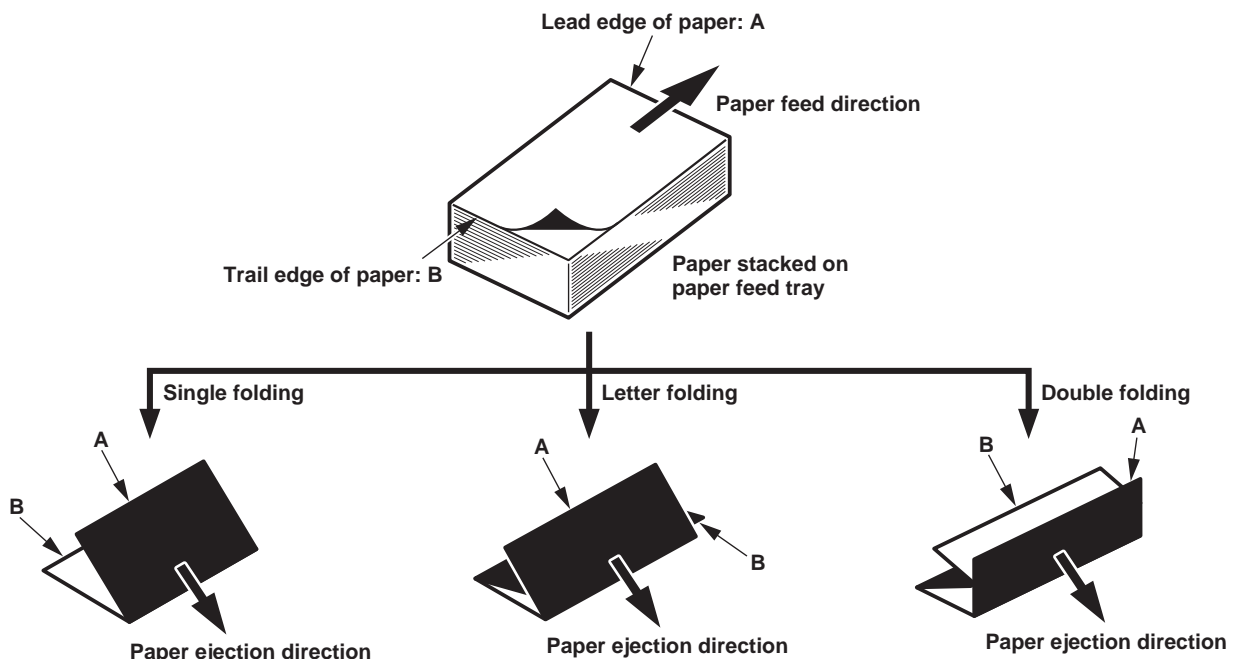 Lead edge of paper: A
Paper feed direction
Trail edge of paper: B
Paper stacked on
paper feed tray
Single folding
Letter folding
Double folding
A
B
Paper ejection direction
A
B
Paper ejection direction
A
B
Paper ejection direction